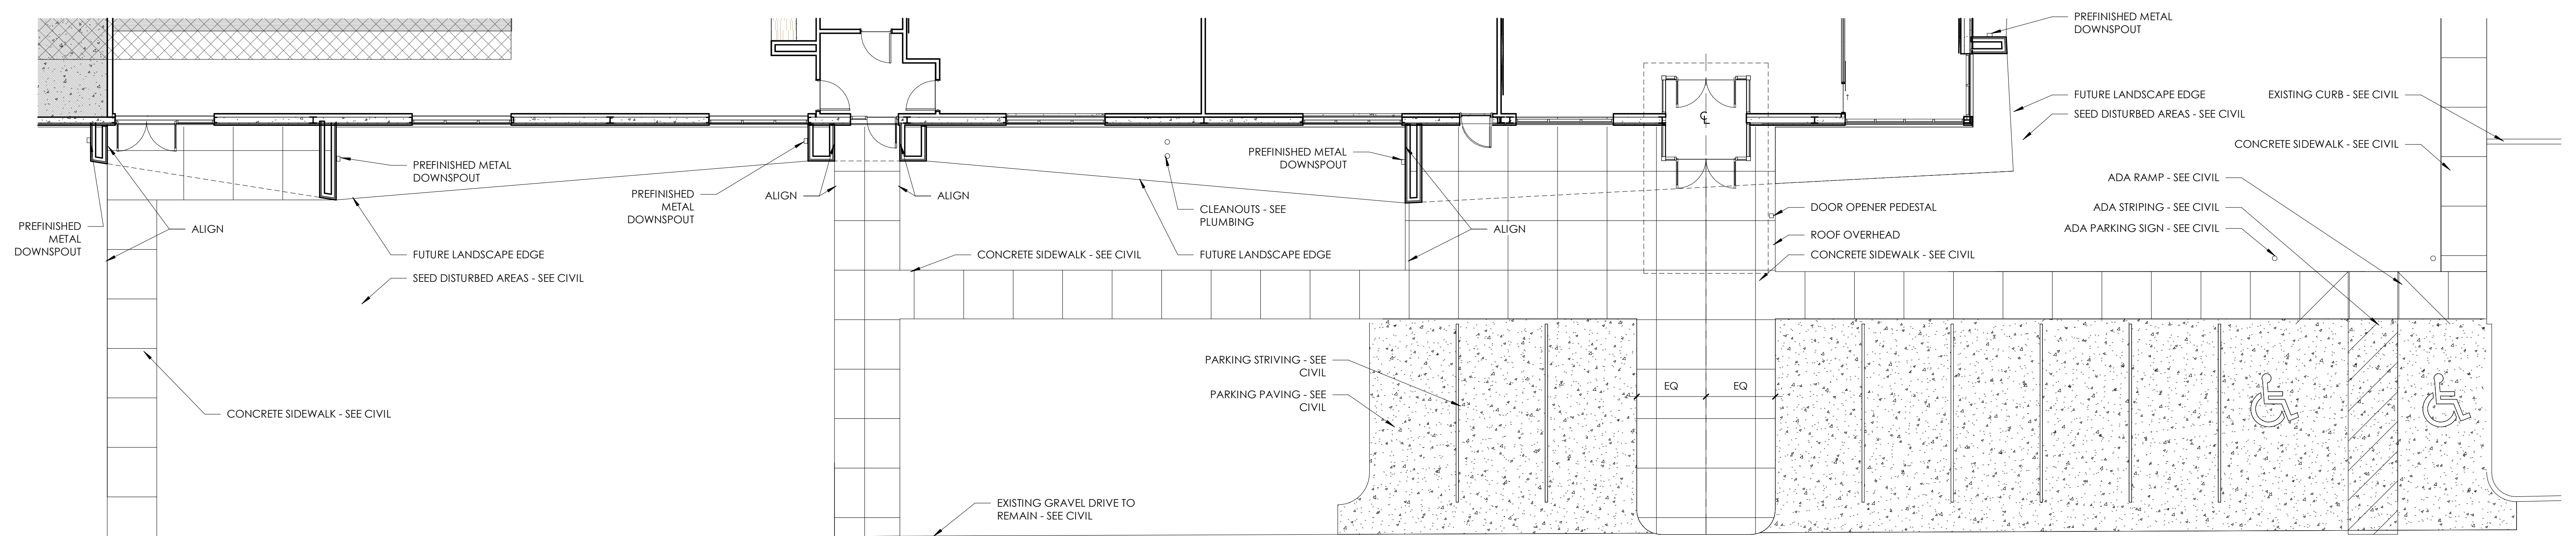 PREFINISHED METAL
DOWNSPOUT
FUTURE LANDSCAPE EDGE
SEED DISTURBED AREAS - SEE CIVIL
EXISTING CURB - SEE CIVIL
CONCRETE SIDEWALK - SEE CIVIL
ADA RAMP - SEE CIVIL
ADA STRIPING - SEE CIVIL
ADA PARKING SIGN - SEE CIVIL
PREFINISHED METAL
DOWNSPOUT
PREFINISHED
METAL
DOWNSPOUT
ALIGN
ALIGN
PREFINISHED METAL
DOWNSPOUT
CLEANOUTS - SEE
PLUMBING
DOOR OPENER PEDESTAL
ROOF OVERHEAD
CONCRETE SIDEWALK - SEE CIVIL
PREFINISHED
METAL
DOWNSPOUT
ALIGN
ALIGN
FUTURE LANDSCAPE EDGE
SEED DISTURBED AREAS - SEE CIVIL
CONCRETE SIDEWALK - SEE CIVIL
FUTURE LANDSCAPE EDGE
CL
PARKING STRIVING - SEE
CIVIL
PARKING PAVING - SEE
CIVIL
EQ
EQ
CONCRETE SIDEWALK - SEE CIVIL
EXISTING GRAVEL DRIVE TO
REMAIN - SEE CIVIL